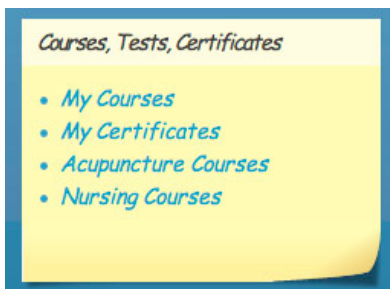 Courses, Tests, Certificates
My Courses
My Certificates
Acupuncture Courses
Nursing Courses